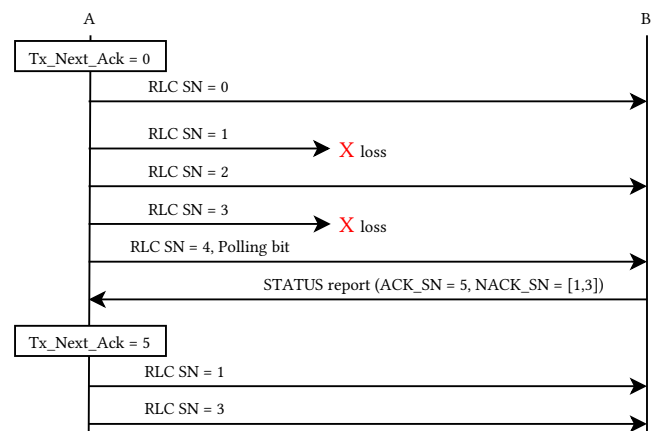 A
B
Tx_Next_Ack = 0
RLC SN = 0
RLC SN = 1
X loss
RLC SN = 2
RLC SN = 3
X loss
RLC SN = 4, Polling bit
STATUS report (ACK_SN = 5, NACK_SN = [1,3])
Tx_Next_Ack = 5
RLC SN = 1
RLC SN = 3